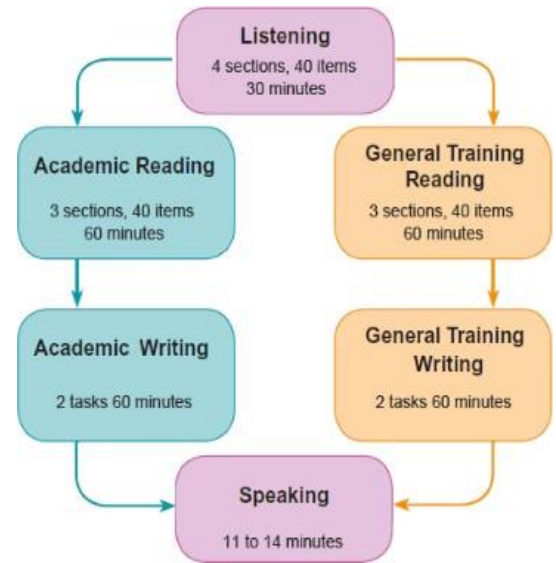 Listening
4 sections, 40 items
30 minutes
Academic Reading
3 sections, 40 items
60 minutes
General Training
Reading
3 sections, 40 items
60 minutes
Academic Writing
2 tasks 60 minutes
General Training
Writing
2 tasks 60 minutes
Speaking
11 to 14 minutes